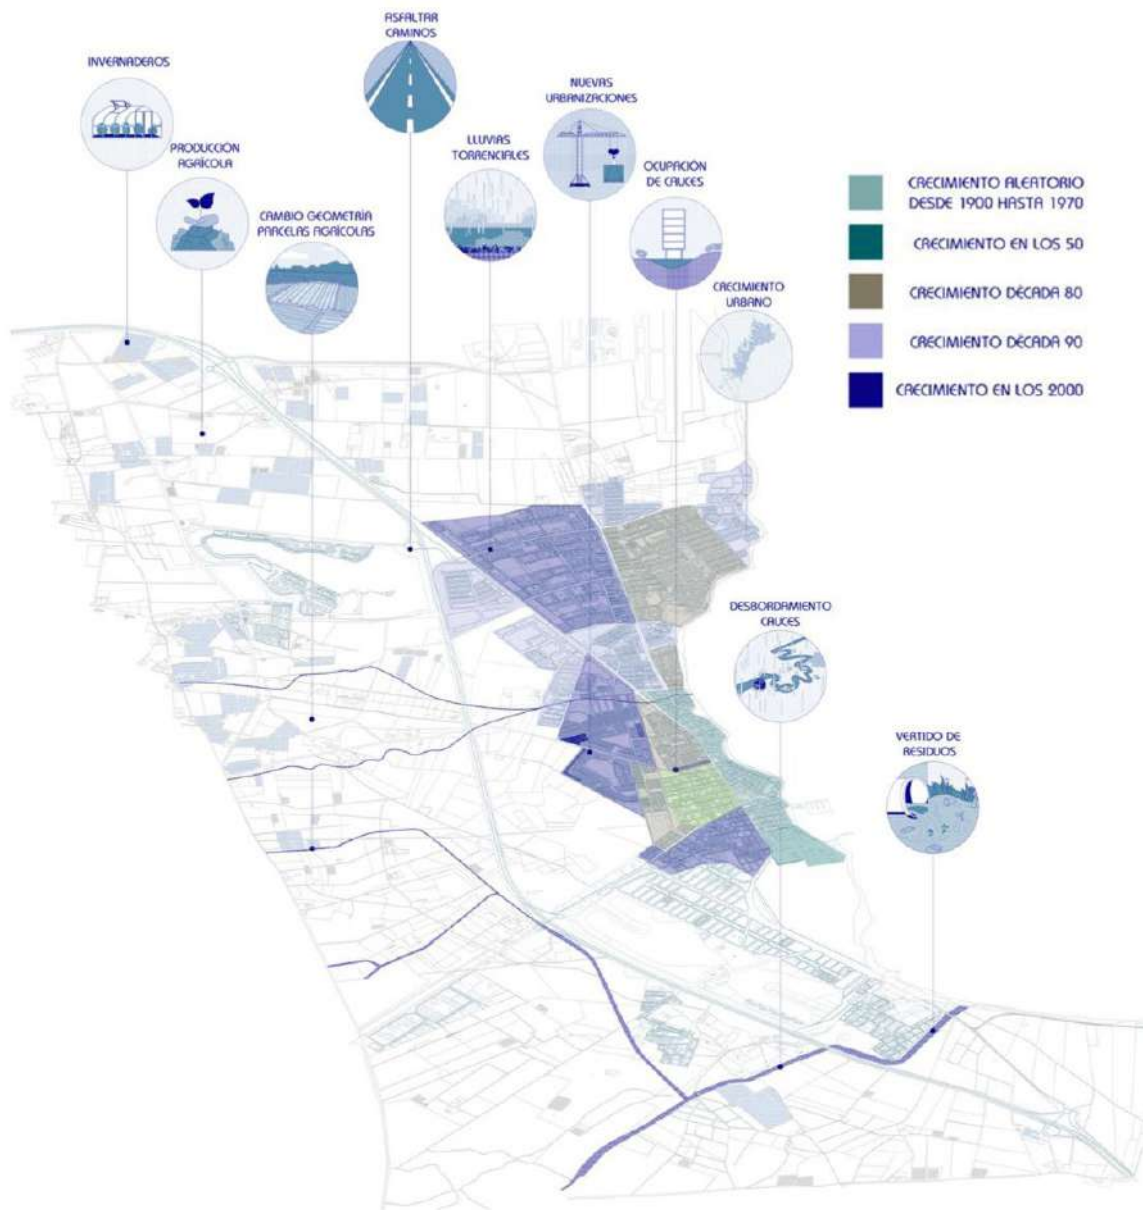 ASFALTAR
CAMINOS
INVERNADEROS
NUEVAS
URBANIZACIONES
PRODUCCIÓN
AGRÍCOLA
LLUVIAS
TORRENCIALES
OCUPACIÓN
DE CAUCES
CAMBIO GEOMETRÍA
PARCELAS AGRÍCOLAS
CRECIMIENTO
URBANO
CRECIMIENTO ALEATORIO
DESDE 1900 HASTA 1970
CRECIMIENTO EN LOS 50
CRECIMIENTO DÉCADA 80
CRECIMIENTO DÉCADA 90
CRECIMIENTO EN LOS 2000
DESBORDAMIENTO
CAUCES
VERTIDO DE
RESIDUOS